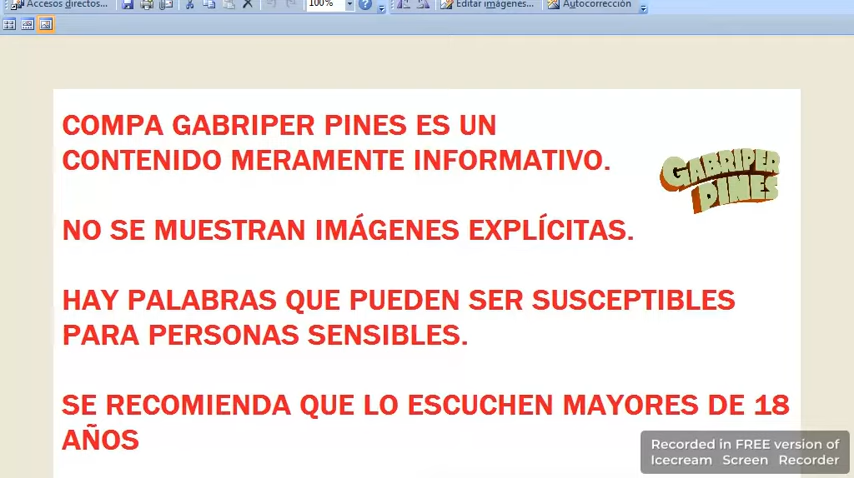 Accesos directos...
100%
Editar imágenes...
Autocorrección
COMPA GABRIPER PINES ES UN
CONTENIDO MERAMENTE INFORMATIVO.
GABRIPER
PINES
NO SE MUESTRAN IMÁGENES EXPLÍCITAS.
HAY PALABRAS QUE PUEDEN SER SUSCEPTIBLES
PARA PERSONAS SENSIBLES.
SE RECOMIENDA QUE LO ESCUCHEN MAYORES DE 18
AÑOS
Recorded in FREE version of
Icecream Screen Recorder